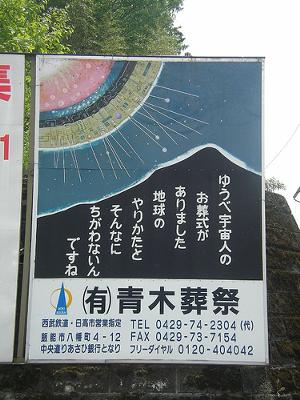 集
1
ゆうべ宇宙人の
お葬式が
ありました
地球の
やりかたと
そんなに
ちがわないん
ですね
(有)青木葬祭
西武鉄道・日高市営業指定
飯能市八幡町4-12
中央通りあさひ銀行となり
TEL 0429-74-2304(代)
FAX 0429-73-7154
フリーダイヤル 0120-404042